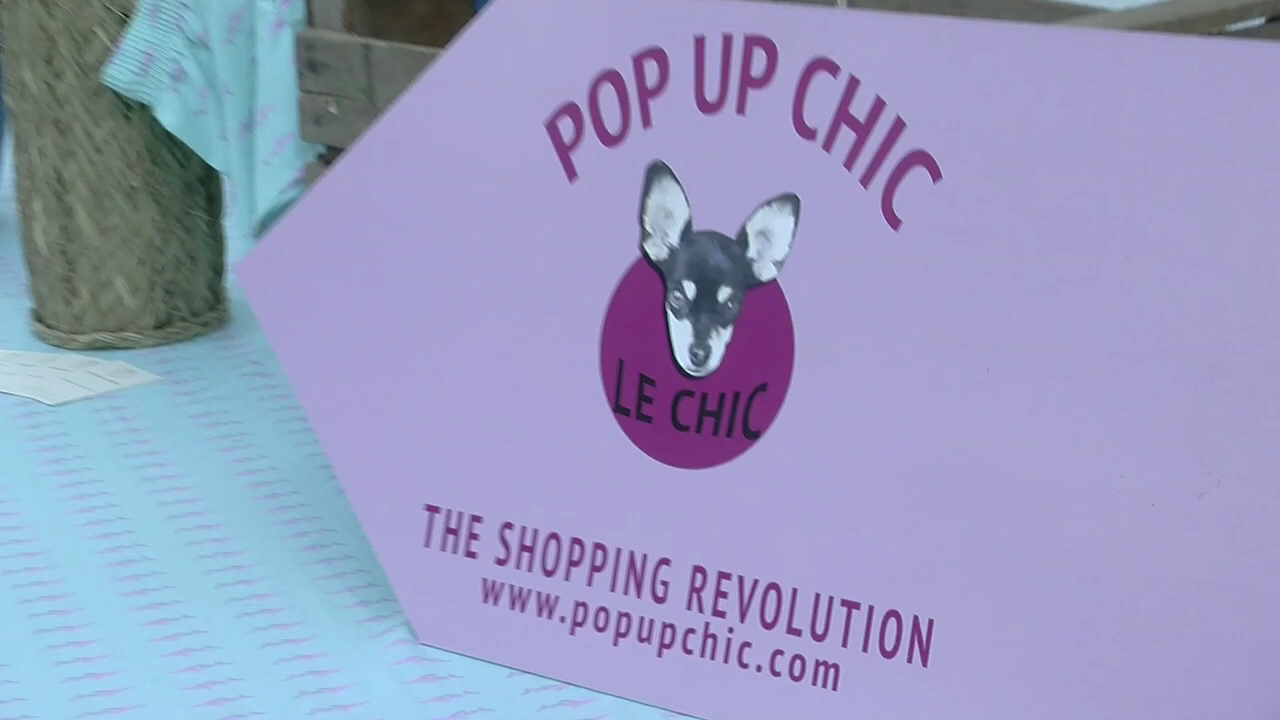 POP UP CHIC
LE CHIC
THE SHOPPING REVOLUTION
www.popupchic.com